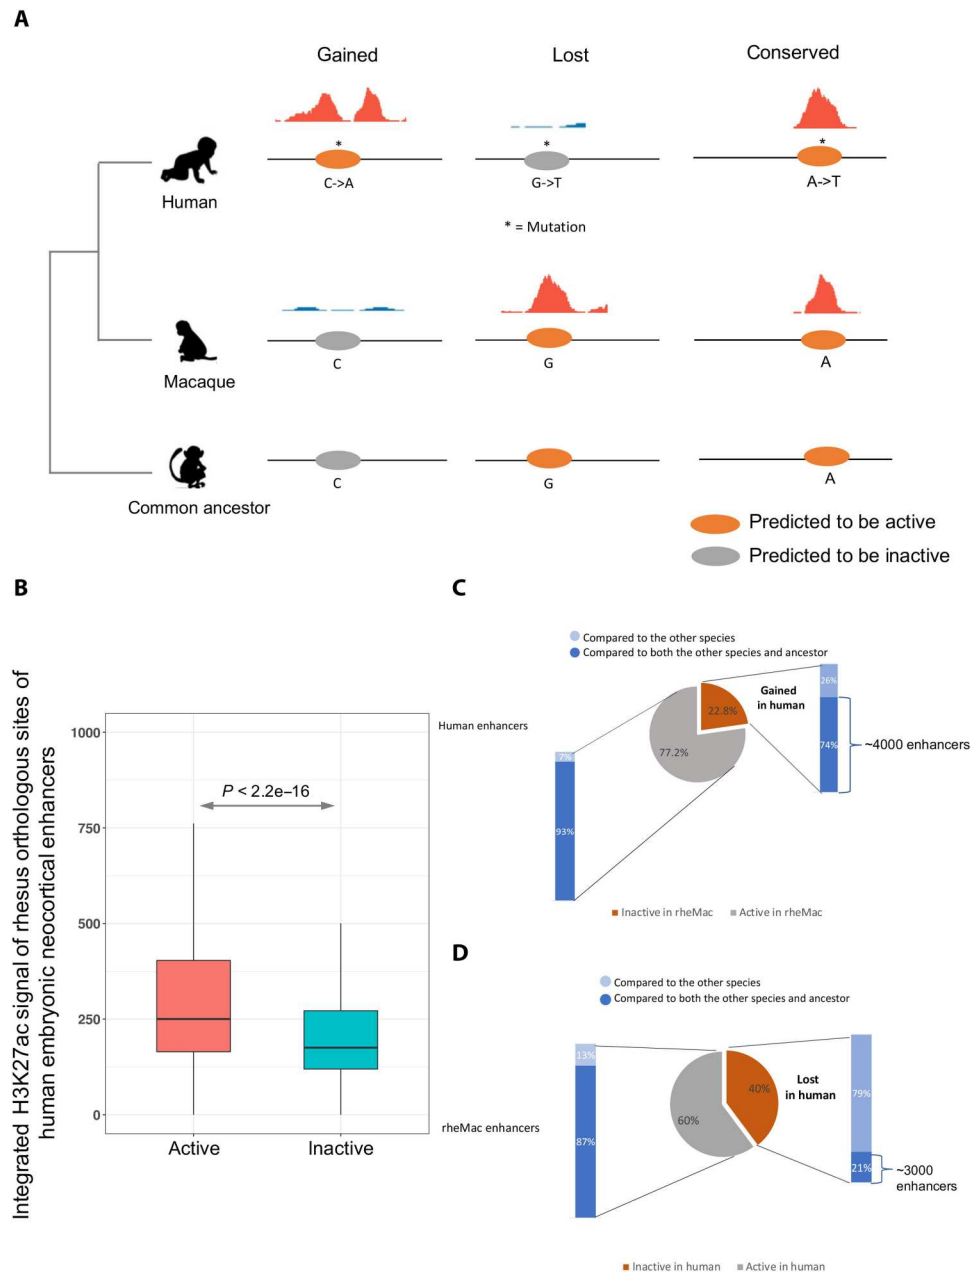 A
Gained
Lost
Conserved
*
*
*
C->A
G->T
A->T
Human
* = Mutation
C
G
A
Macaque
C
G
A
Common ancestor
Predicted to be active
Predicted to be inactive
B
Integrated H3K27ac signal of rhesus orthologous sites of
human embryonic neocortical enhancers
1000
750
500
250
0
P < 2.2e–16
Active
Inactive
C
Compared to the other species
Compared to both the other species and ancestor
Human enhancers
Gained
in human
22.8%
77.2%
26%
74%
~4000 enhancers
7%
93%
Inactive in rheMac
Active in rheMac
D
Compared to the other species
Compared to both the other species and ancestor
rheMac enhancers
Lost
in human
40%
60%
13%
87%
79%
21%
~3000
enhancers
Inactive in human
Active in human